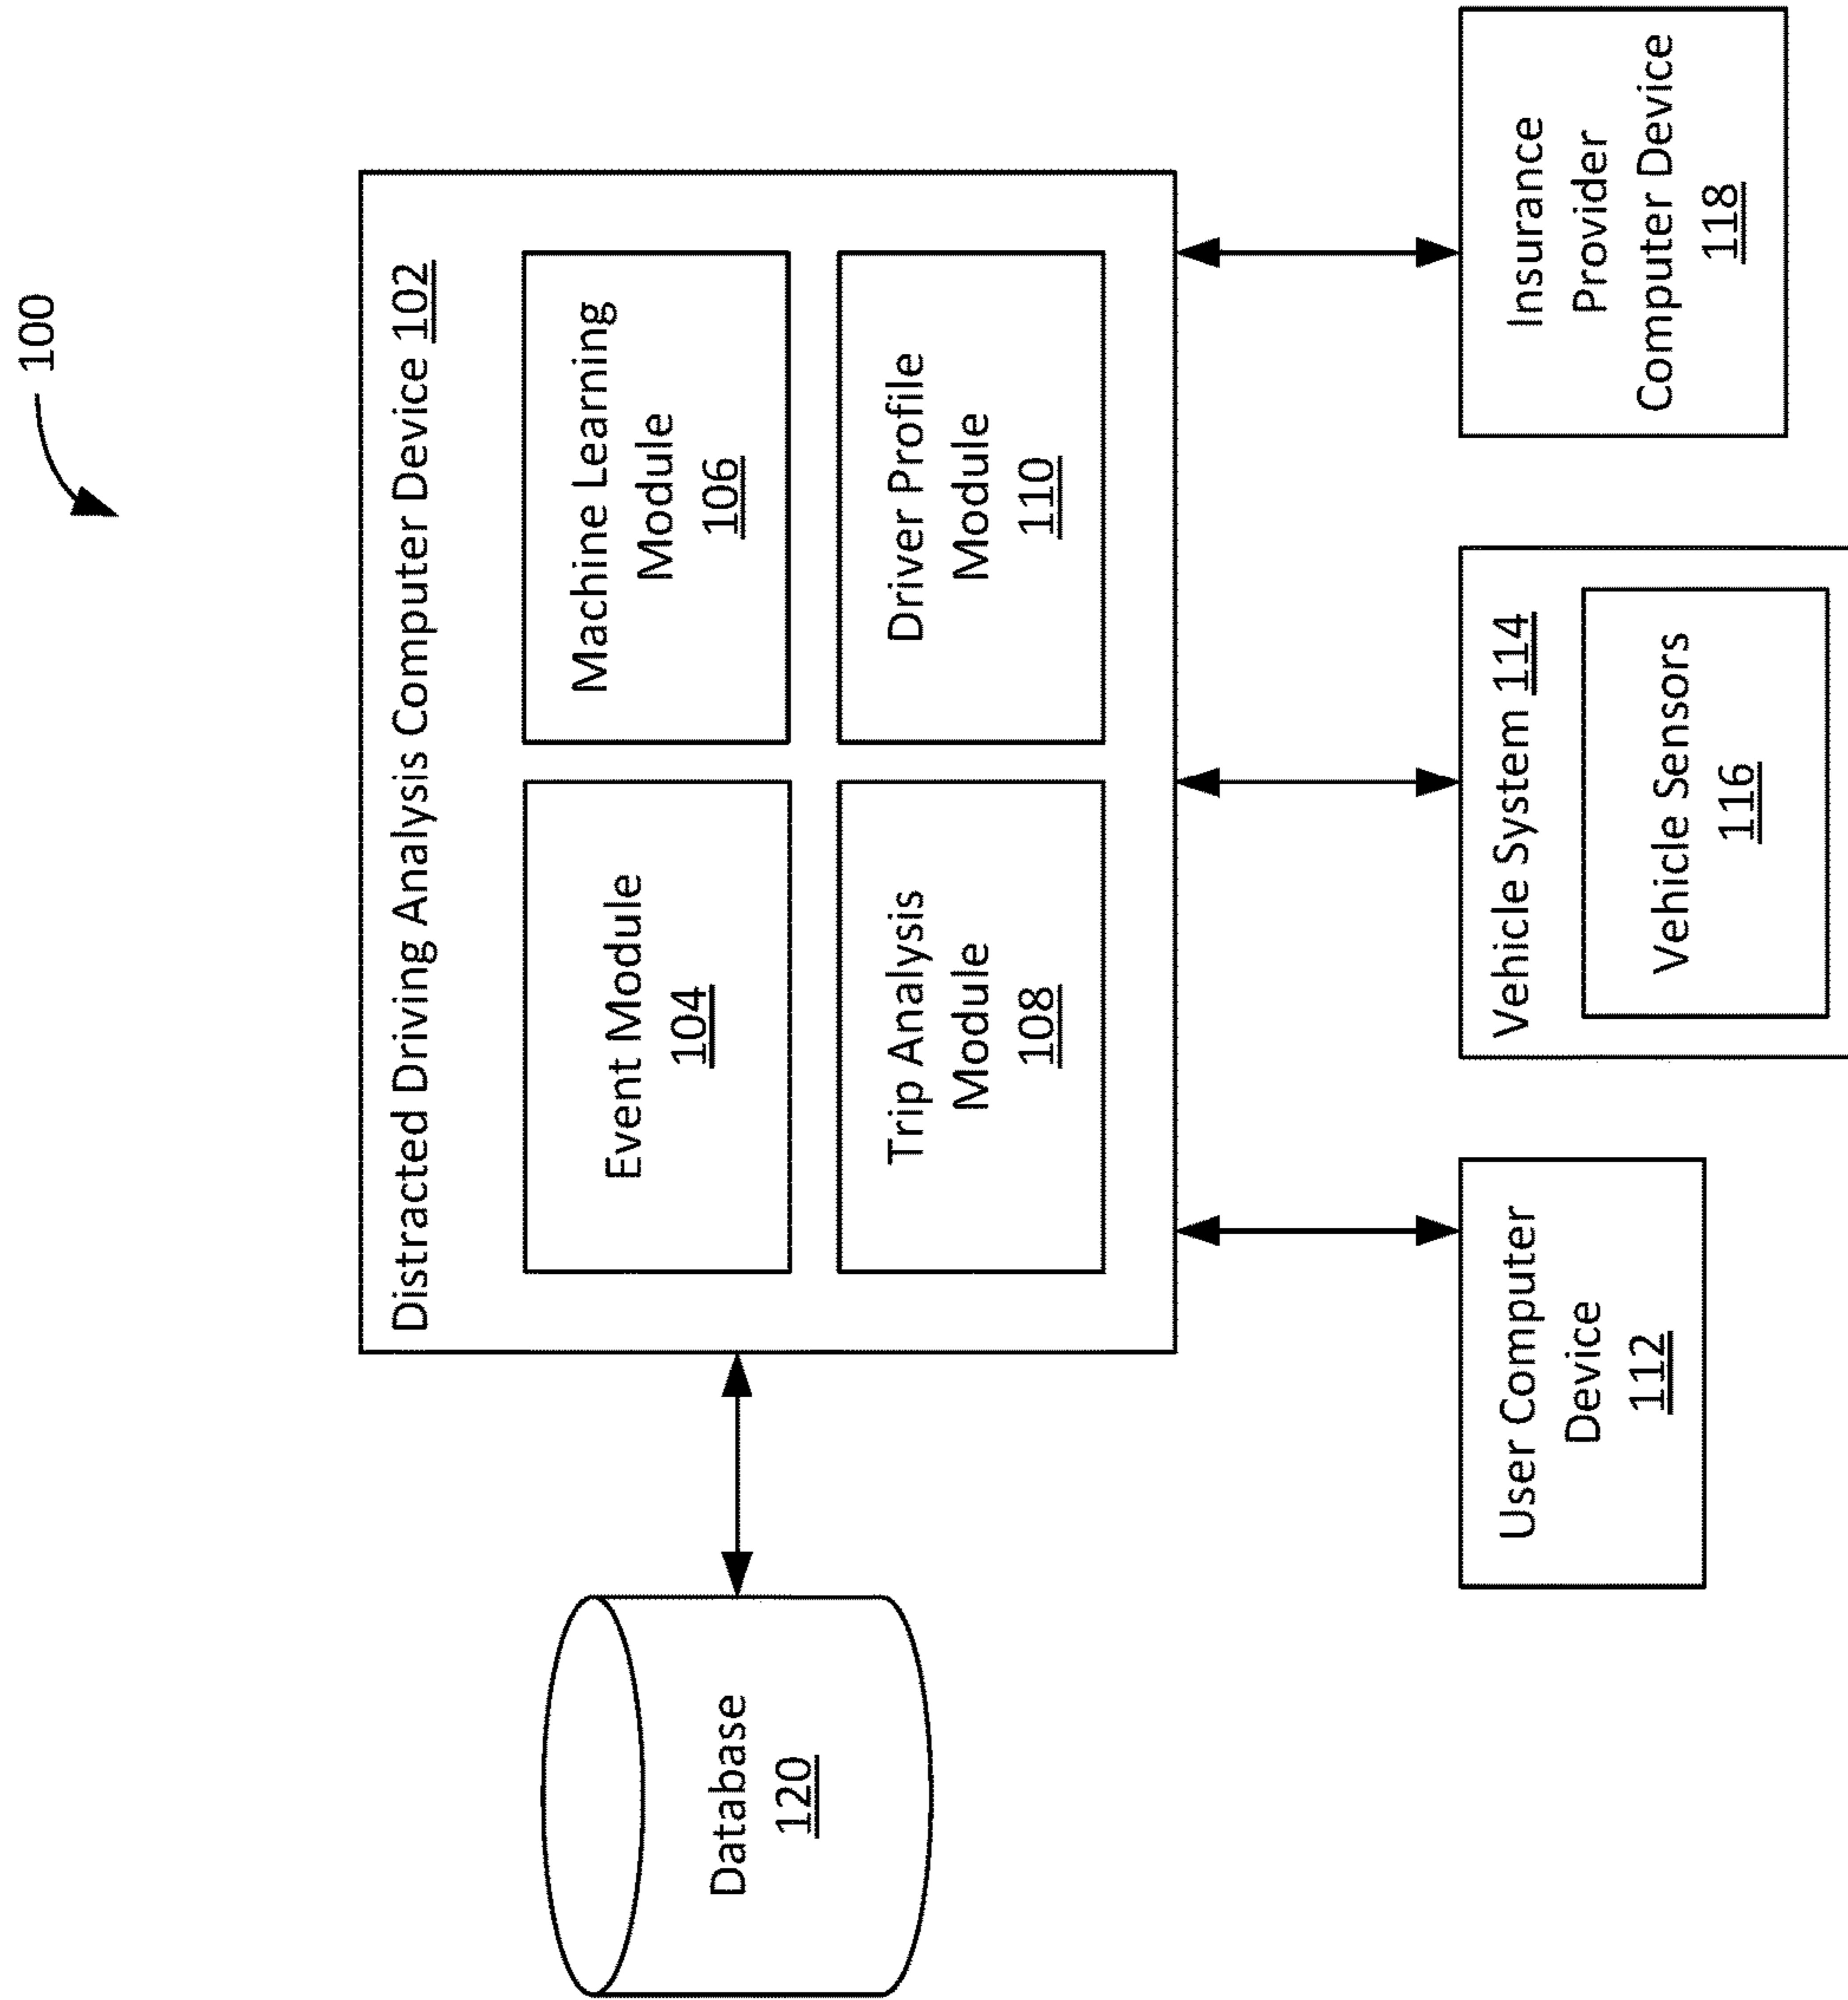 100
Distracted Driving Analysis Computer Device 102
Event Module
104
Machine Learning
Module
106
Trip Analysis
Module
108
Driver Profile
Module
110
Database
120
User Computer
Device
112
Vehicle System 114
Vehicle Sensors
116
Insurance
Provider
Computer Device
118